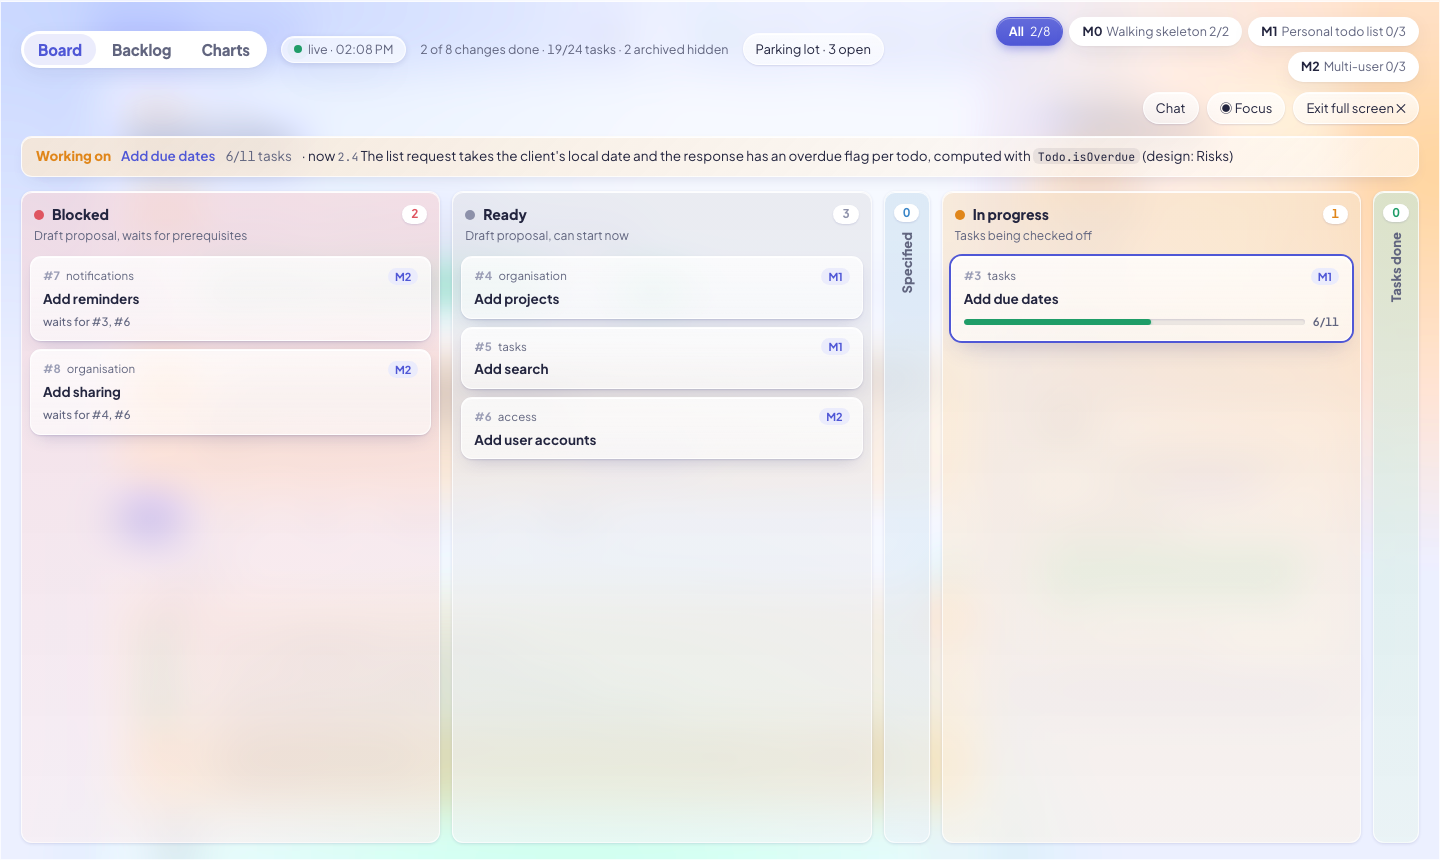 Board Backlog Charts
live · 02:08 PM
2 of 8 changes done · 19/24 tasks · 2 archived hidden
Parking lot · 3 open
All 2/8
M0 Walking skeleton 2/2
M1 Personal todo list 0/3
M2 Multi-user 0/3
Chat
Focus
Exit full screen
Working on Add due dates 6/11 tasks · now 2.4 The list request takes the client's local date and the response has an overdue flag per todo, computed with Todo.isOverdue (design: Risks)
Blocked 2
Draft proposal, waits for prerequisites
#7 notifications M2
Add reminders
waits for #3, #6
#8 organisation M2
Add sharing
waits for #4, #6
Ready 3
Draft proposal, can start now
#4 organisation M1
Add projects
#5 tasks M1
Add search
#6 access M2
Add user accounts
0
Specified
In progress 1
Tasks being checked off
#3 tasks M1
Add due dates
6/11
0
Tasks done